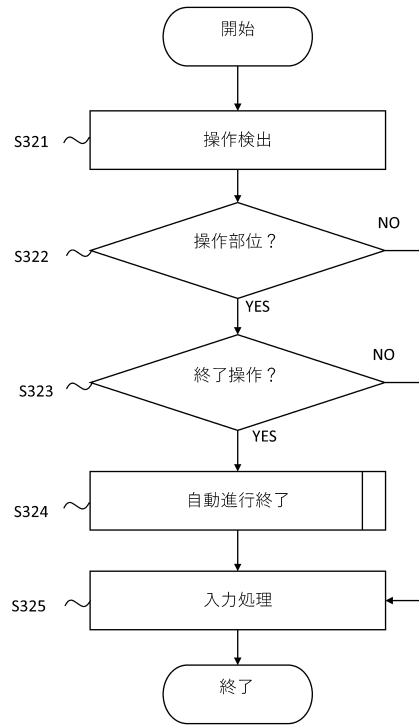 開始
S321
操作検出
S322
操作部位？
NO
YES
S323
終了操作？
NO
YES
S324
自動進行終了
S325
入力処理
終了